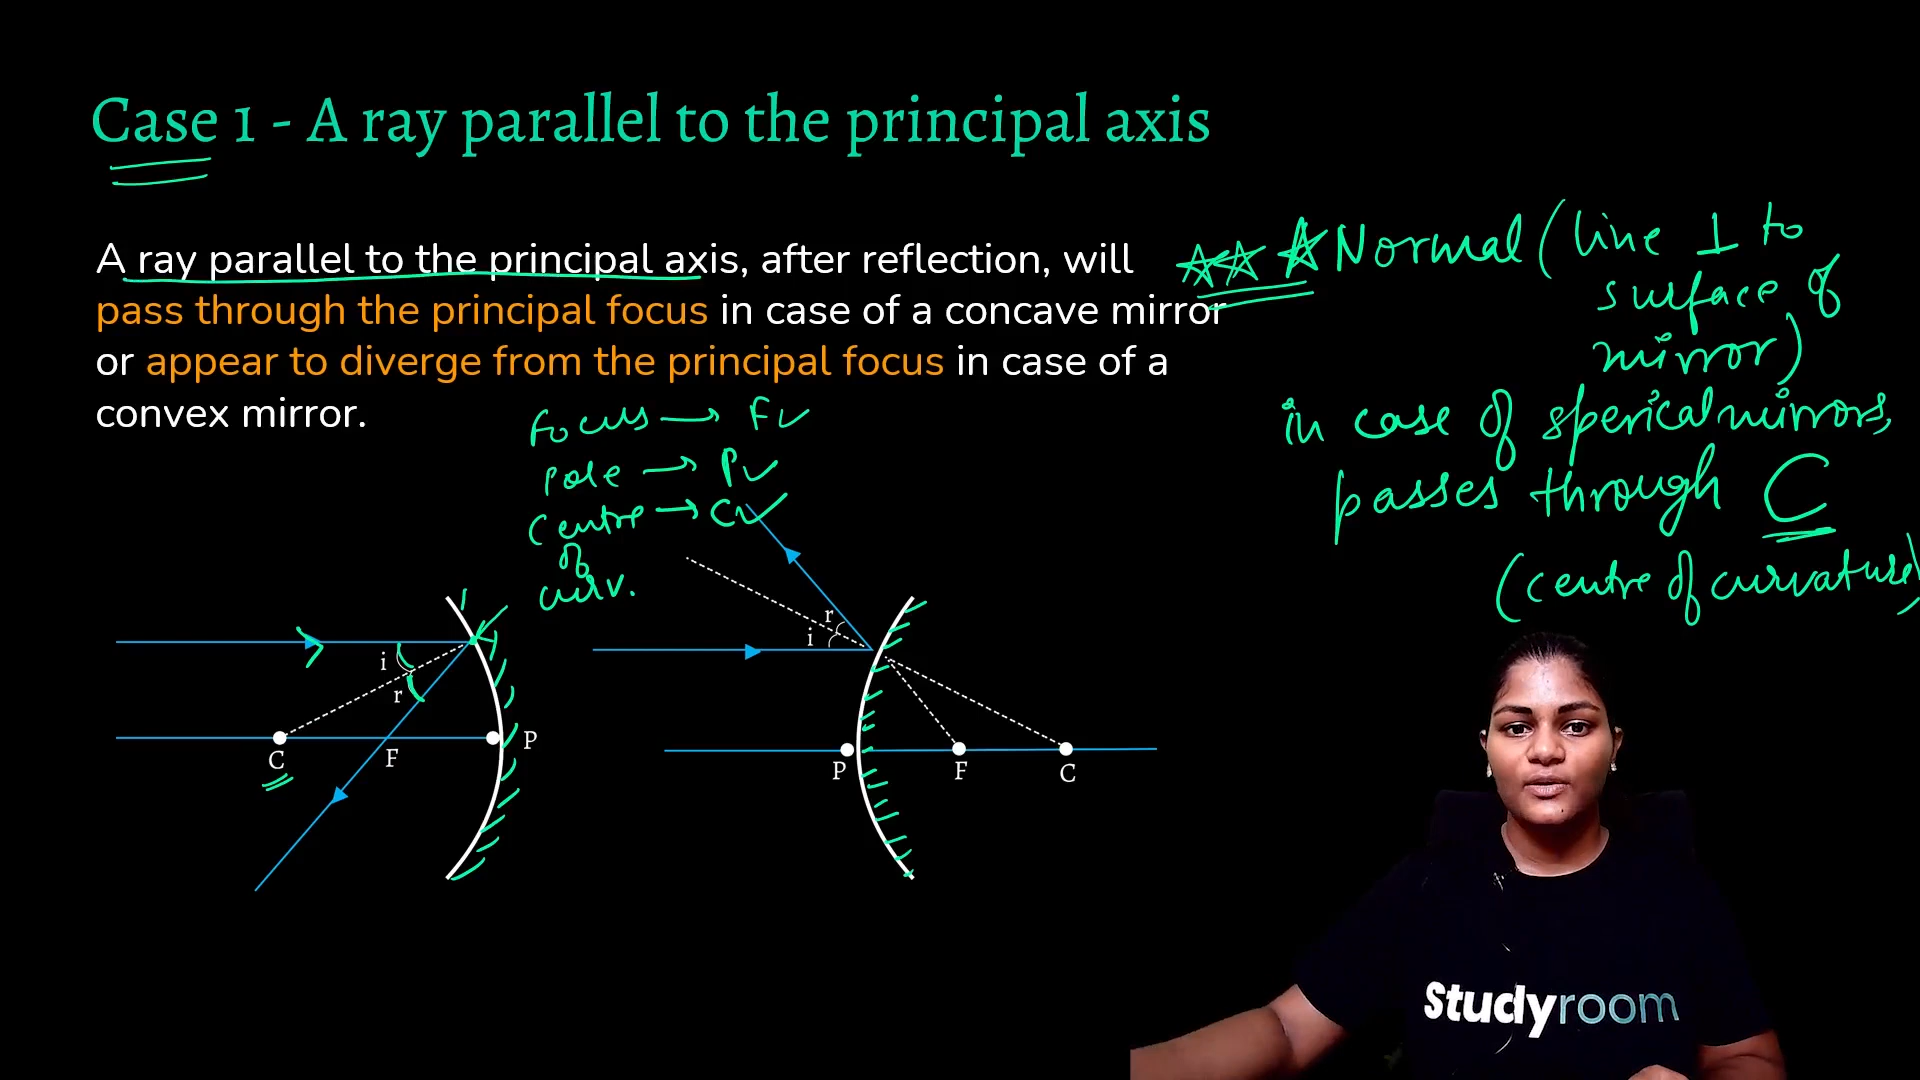 Case 1 - A ray parallel to the principal axis
A ray parallel to the principal axis, after reflection, will
pass through the principal focus in case of a concave mirror
or appear to diverge from the principal focus in case of a
convex mirror.
Normal (line ⊥ to
surface of
mirror)
in case of sperical mirrors,
passes through C
(centre of curvature)
Focus → F ✓
Pole → P ✓
Centre → C ✓
of
curv.
i
r
C
F
P
r
i
P
F
C
Studyroom